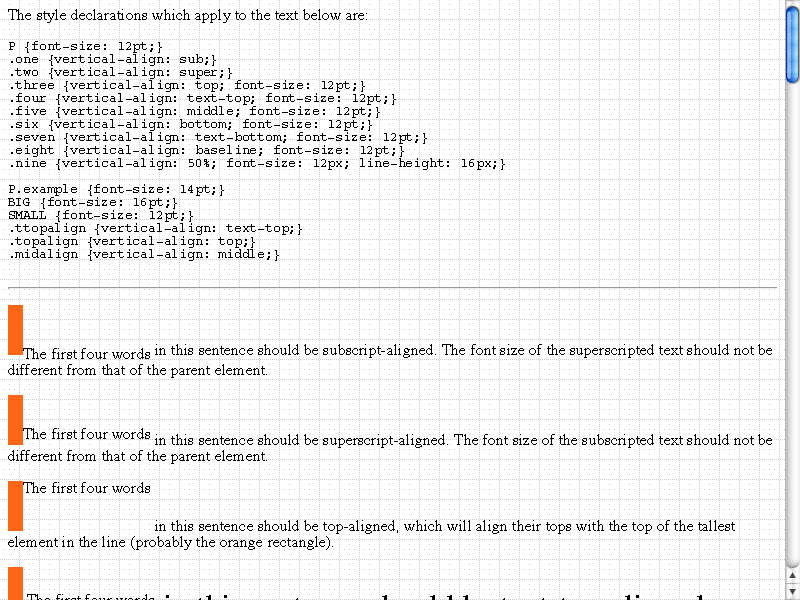 The style declarations which apply to the text below are:
P {font-size: 12pt;}
.one {vertical-align: sub;}
.two {vertical-align: super;}
.three {vertical-align: top; font-size: 12pt;}
.four {vertical-align: text-top; font-size: 12pt;}
.five {vertical-align: middle; font-size: 12pt;}
.six {vertical-align: bottom; font-size: 12pt;}
.seven {vertical-align: text-bottom; font-size: 12pt;}
.eight {vertical-align: baseline; font-size: 12pt;}
.nine {vertical-align: 50%; font-size: 12px; line-height: 16px;}
P.example {font-size: 14pt;}
BIG {font-size: 16pt;}
SMALL {font-size: 12pt;}
.ttopalign {vertical-align: text-top;}
.topalign {vertical-align: top;}
.midalign {vertical-align: middle;}
The first four words in this sentence should be subscript-aligned. The font size of the superscripted text should not be
different from that of the parent element.
The first four words in this sentence should be superscript-aligned. The font size of the subscripted text should not be
different from that of the parent element.
The first four words
in this sentence should be top-aligned, which will align their tops with the top of the tallest
element in the line (probably the orange rectangle).
The first four words in this sentence should be text-top-aligned